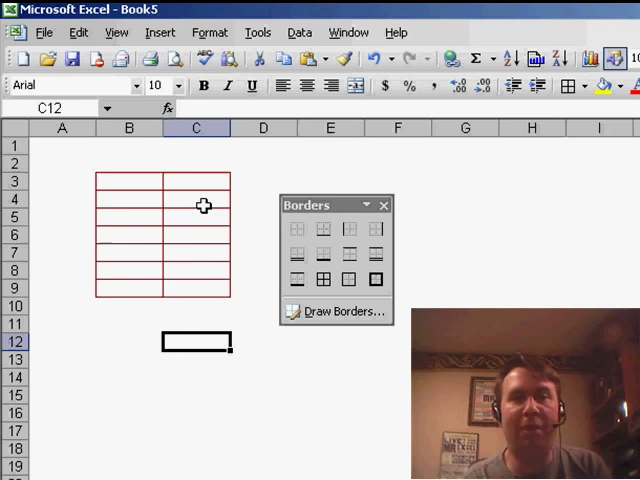 Microsoft Excel - Book5
File Edit View Insert Format Tools Data Window Help
Arial 10 B I U $ % ,
C12 fx
A B C D E F G H I
1
2
3
4
5
6
7
8
9
10
11
12
13
14
15
16
17
18
19
Borders
Draw Borders...